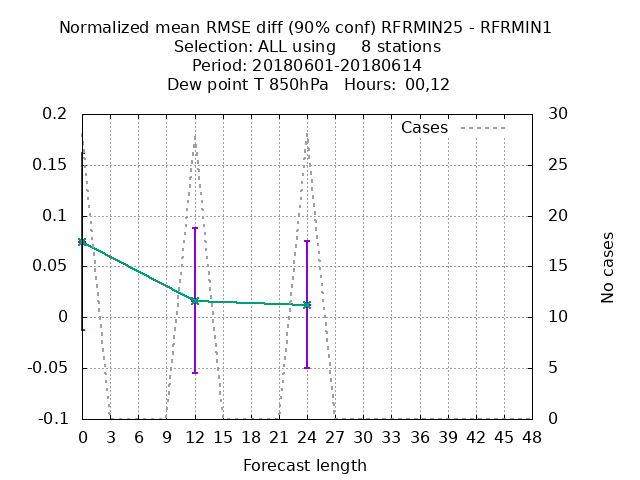 Normalized mean RMSE diff (90% conf) RFRMIN25 - RFRMIN1
Selection: ALL using     8 stations
Period: 20180601-20180614
Dew point T 850hPa   Hours: 00,12
Cases
0.2
0.15
0.1
0.05
0
-0.05
-0.1
30
25
20
15
10
5
0
No cases
0 3 6 9 12 15 18 21 24 27 30 33 36 39 42 45 48
Forecast length